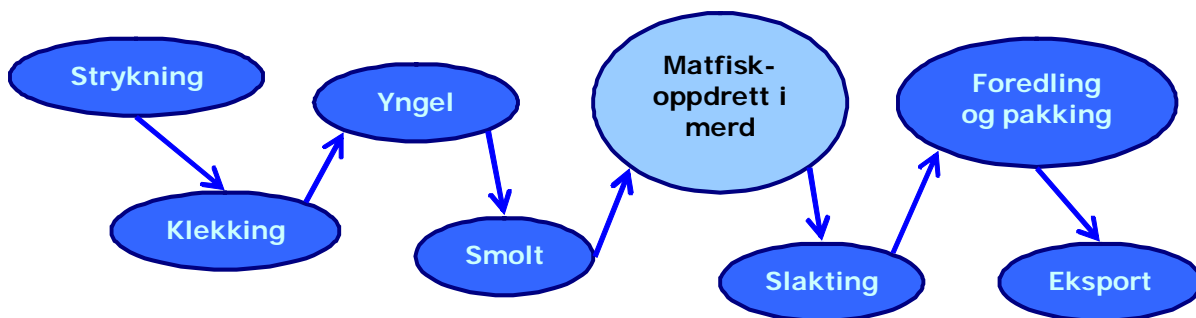 Strykning
Klekking
Yngel
Smolt
Matfisk-
oppdrett i
merd
Slakting
Foredling
og pakking
Eksport